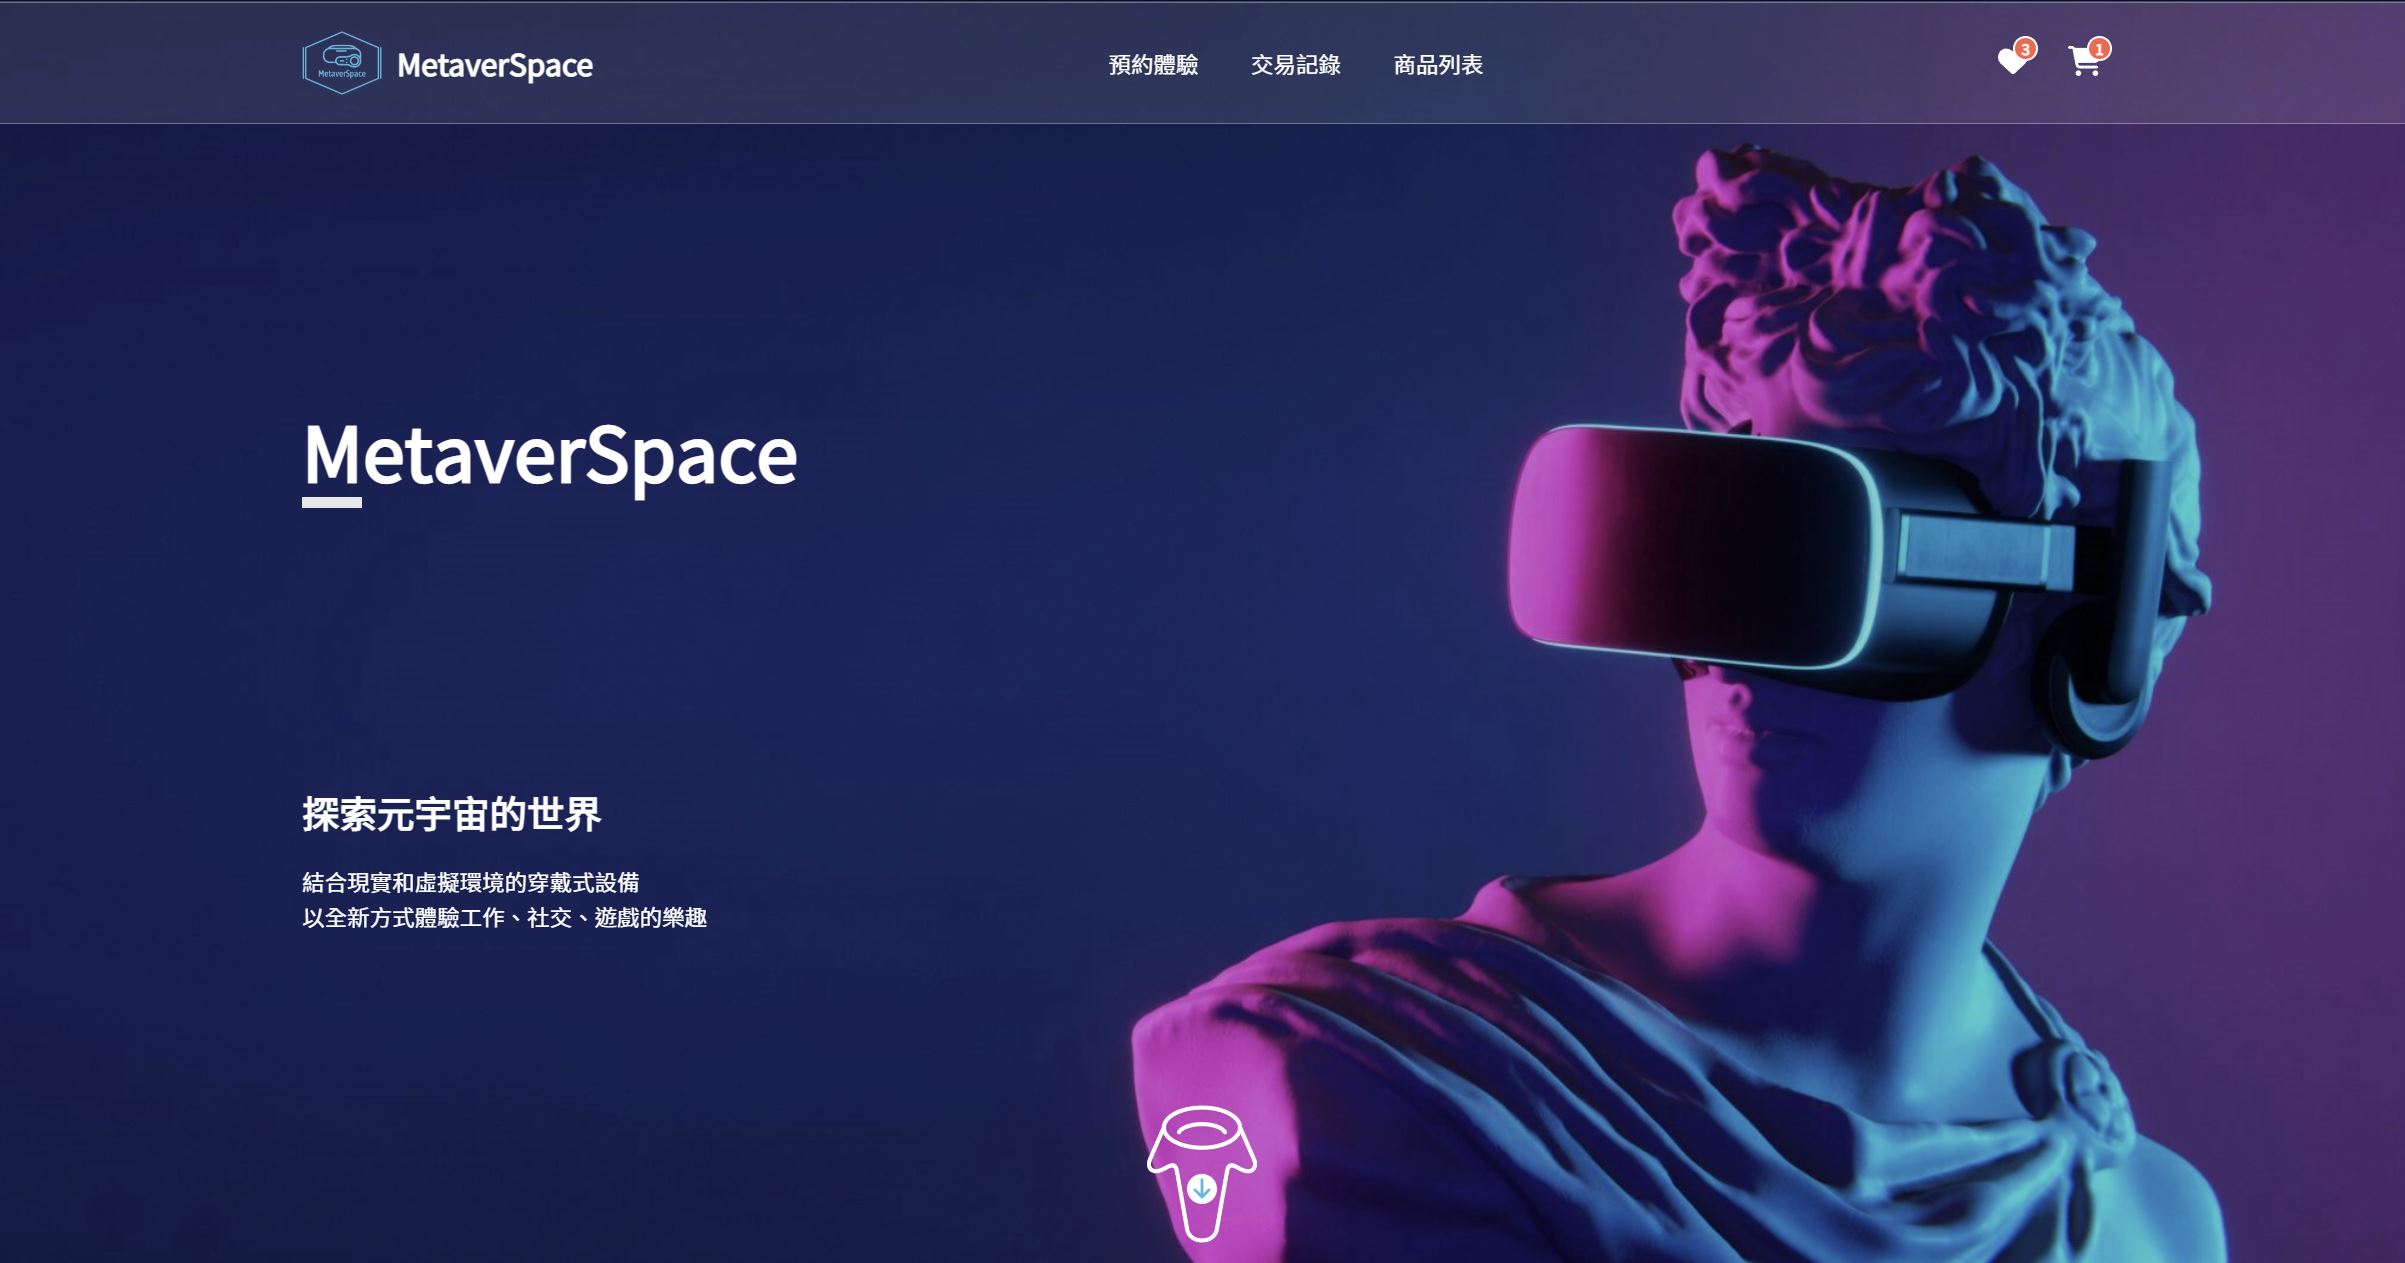 MetaverSpace
MetaverSpace
預約體驗
交易記錄
商品列表
3
1
MetaverSpace
探索元宇宙的世界
結合現實和虛擬環境的穿戴式設備
以全新方式體驗工作、社交、遊戲的樂趣